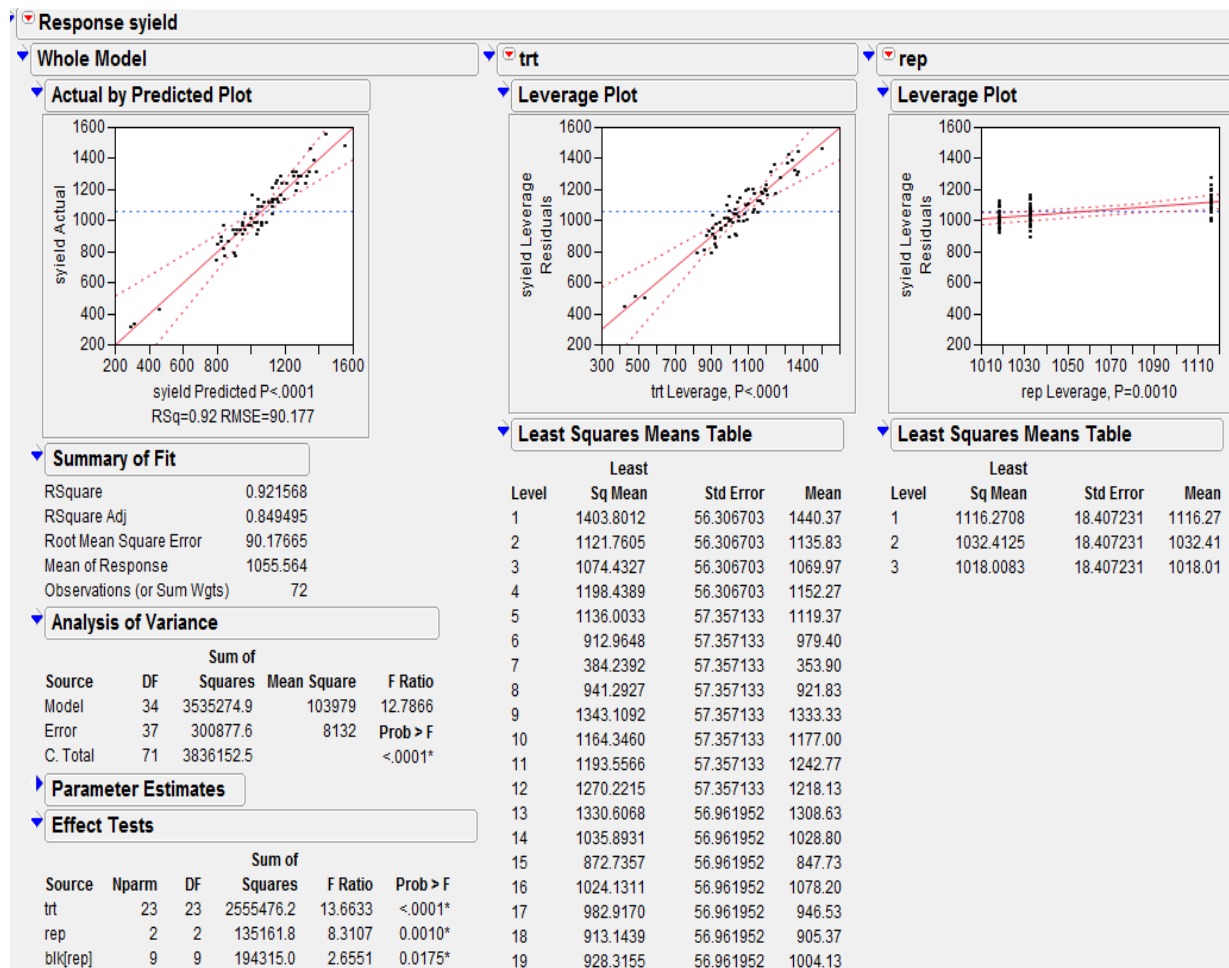 Response syield
Whole Model
Actual by Predicted Plot
syield Actual
1600
1400
1200
1000
800
600
400
200
200 400 600 800 1200 1600
syield Predicted P<.0001
RSq=0.92 RMSE=90.177
Summary of Fit
RSquare 0.921568
RSquare Adj 0.849495
Root Mean Square Error 90.17665
Mean of Response 1055.564
Observations (or Sum Wgts) 72
Analysis of Variance
Sum of
Source DF Squares Mean Square F Ratio
Model 34 3535274.9 103979 12.7866
Error 37 300877.6 8132 Prob > F
C. Total 71 3836152.5 <.0001*
Parameter Estimates
Effect Tests
Sum of
Source Nparm DF Squares F Ratio Prob > F
trt 23 23 2555476.2 13.6633 <.0001*
rep 2 2 135161.8 8.3107 0.0010*
blk[rep] 9 9 194315.0 2.6551 0.0175*
trt
Leverage Plot
syield Leverage
Residuals
1600
1400
1200
1000
800
600
400
200
300 500 700 900 1100 1400
trt Leverage, P<.0001
Least Squares Means Table
Least
Level Sq Mean Std Error Mean
1 1403.8012 56.306703 1440.37
2 1121.7605 56.306703 1135.83
3 1074.4327 56.306703 1069.97
4 1198.4389 56.306703 1152.27
5 1136.0033 57.357133 1119.37
6 912.9648 57.357133 979.40
7 384.2392 57.357133 353.90
8 941.2927 57.357133 921.83
9 1343.1092 57.357133 1333.33
10 1164.3460 57.357133 1177.00
11 1193.5566 57.357133 1242.77
12 1270.2215 57.357133 1218.13
13 1330.6068 56.961952 1308.63
14 1035.8931 56.961952 1028.80
15 872.7357 56.961952 847.73
16 1024.1311 56.961952 1078.20
17 982.9170 56.961952 946.53
18 913.1439 56.961952 905.37
19 928.3155 56.961952 1004.13
rep
Leverage Plot
syield Leverage
Residuals
1600
1400
1200
1000
800
600
400
200
1010 1030 1050 1070 1090 1110
rep Leverage, P=0.0010
Least Squares Means Table
Least
Level Sq Mean Std Error Mean
1 1116.2708 18.407231 1116.27
2 1032.4125 18.407231 1032.41
3 1018.0083 18.407231 1018.01